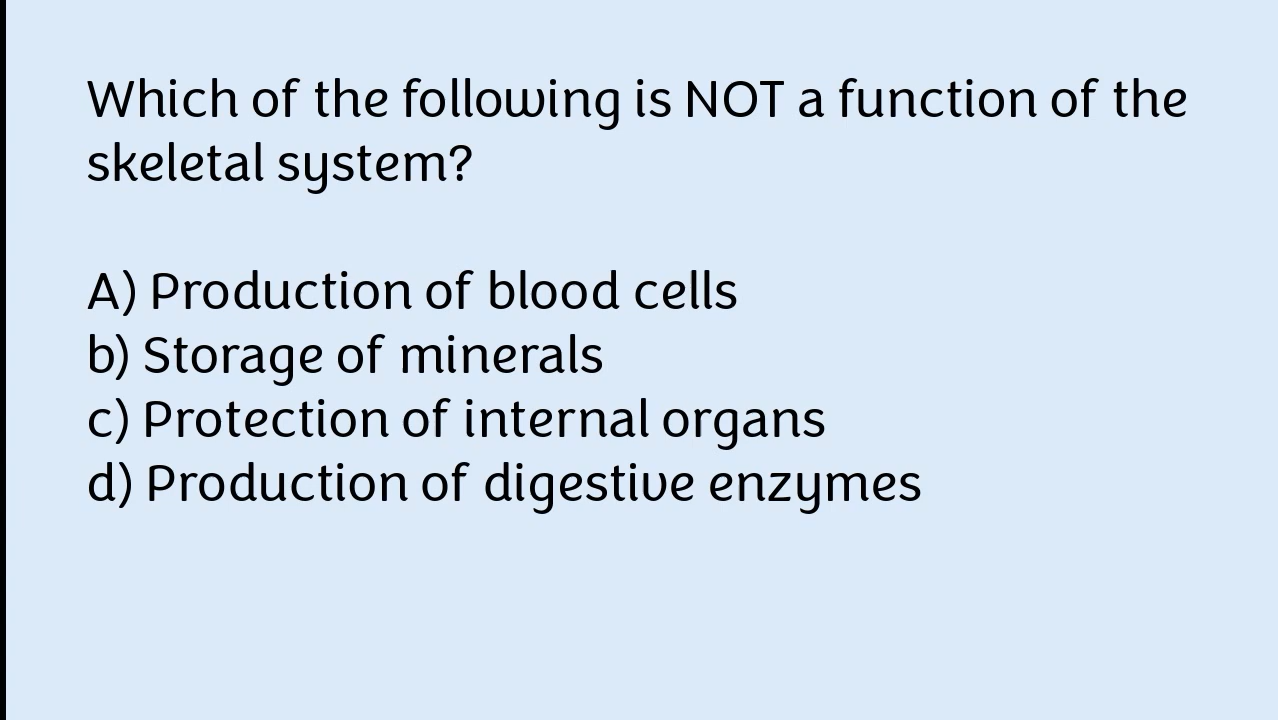 Which of the following is NOT a function of the
skeletal system?
A) Production of blood cells
b) Storage of minerals
c) Protection of internal organs
d) Production of digestive enzymes